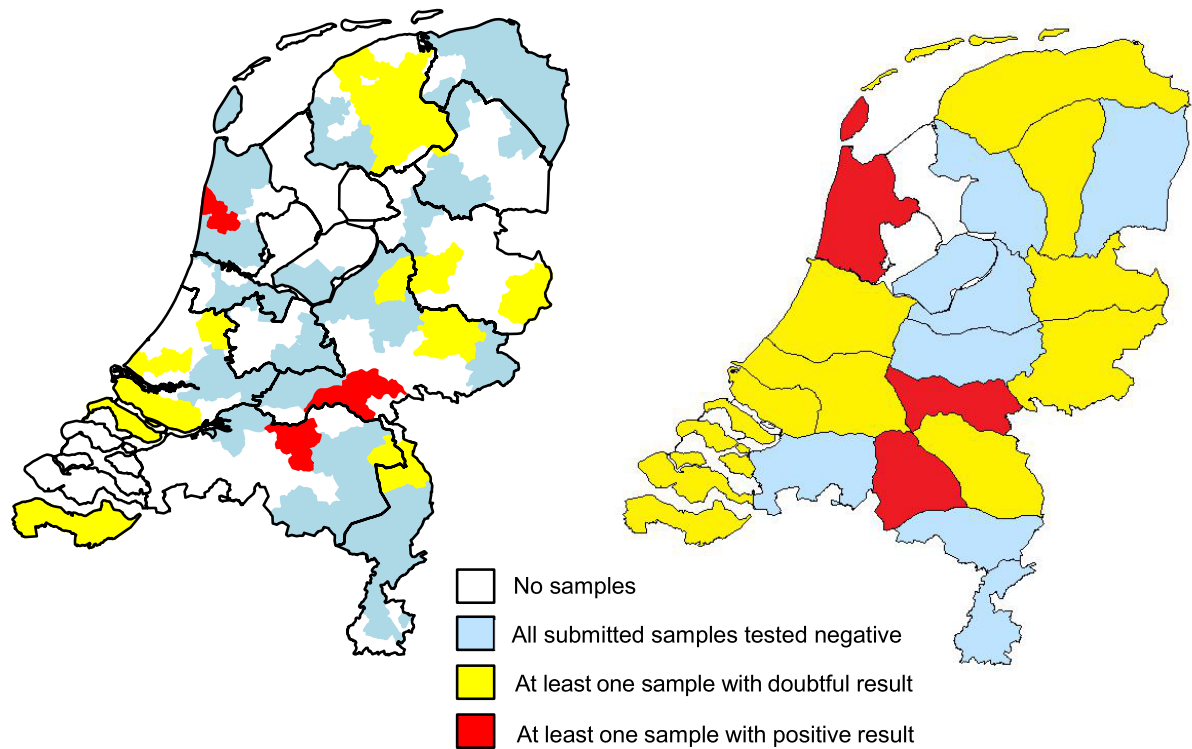 No samples
All submitted samples tested negative
At least one sample with doubtful result
At least one sample with positive result